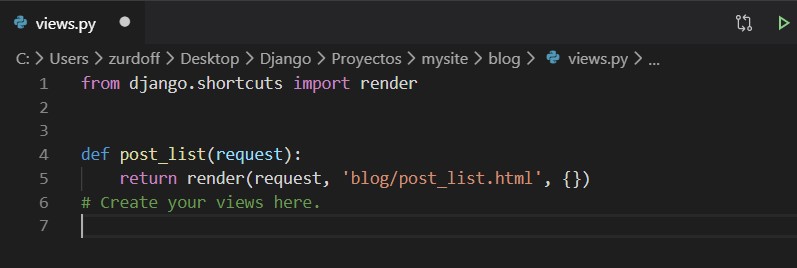 views.py
C: > Users > zurdoff > Desktop > Django > Proyectos > mysite > blog > views.py > ...
1 from django.shortcuts import render
2
3
4 def post_list(request):
5     return render(request, 'blog/post_list.html', {})
6 # Create your views here.
7